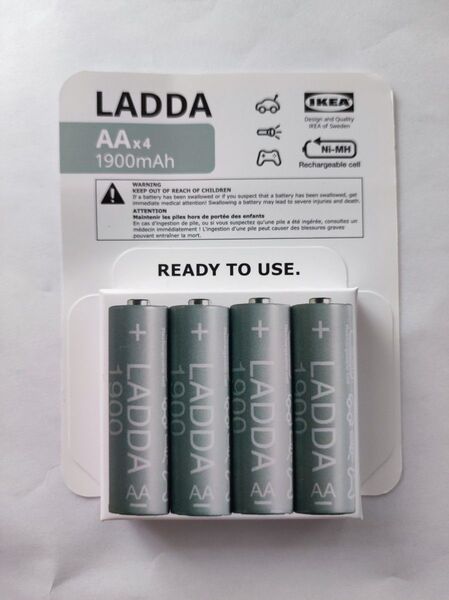 LADDA
AA x4
1900mAh
IKEA
Design and Quality
IKEA of Sweden
Ni-MH
Rechargeable cell
WARNING
KEEP OUT OF REACH OF CHILDREN
If a battery has been swallowed or if you suspect that a battery has been swallowed, get
immediate medical attention! Swallowing a battery may lead to severe injuries and death.
ATTENTION
Maintenir les piles hors de portée des enfants
En cas d'ingestion de pile, ou si vous suspectez qu'une pile a été ingérée, consultez un
médecin immédiatement ! L'ingestion d'une pile peut causer des blessures graves
pouvant entraîner la mort.
READY TO USE.
+ LADDA
1900
AA
+ LADDA
1900
AA
+ LADDA
1900
AA
+ LADDA
1900
AA